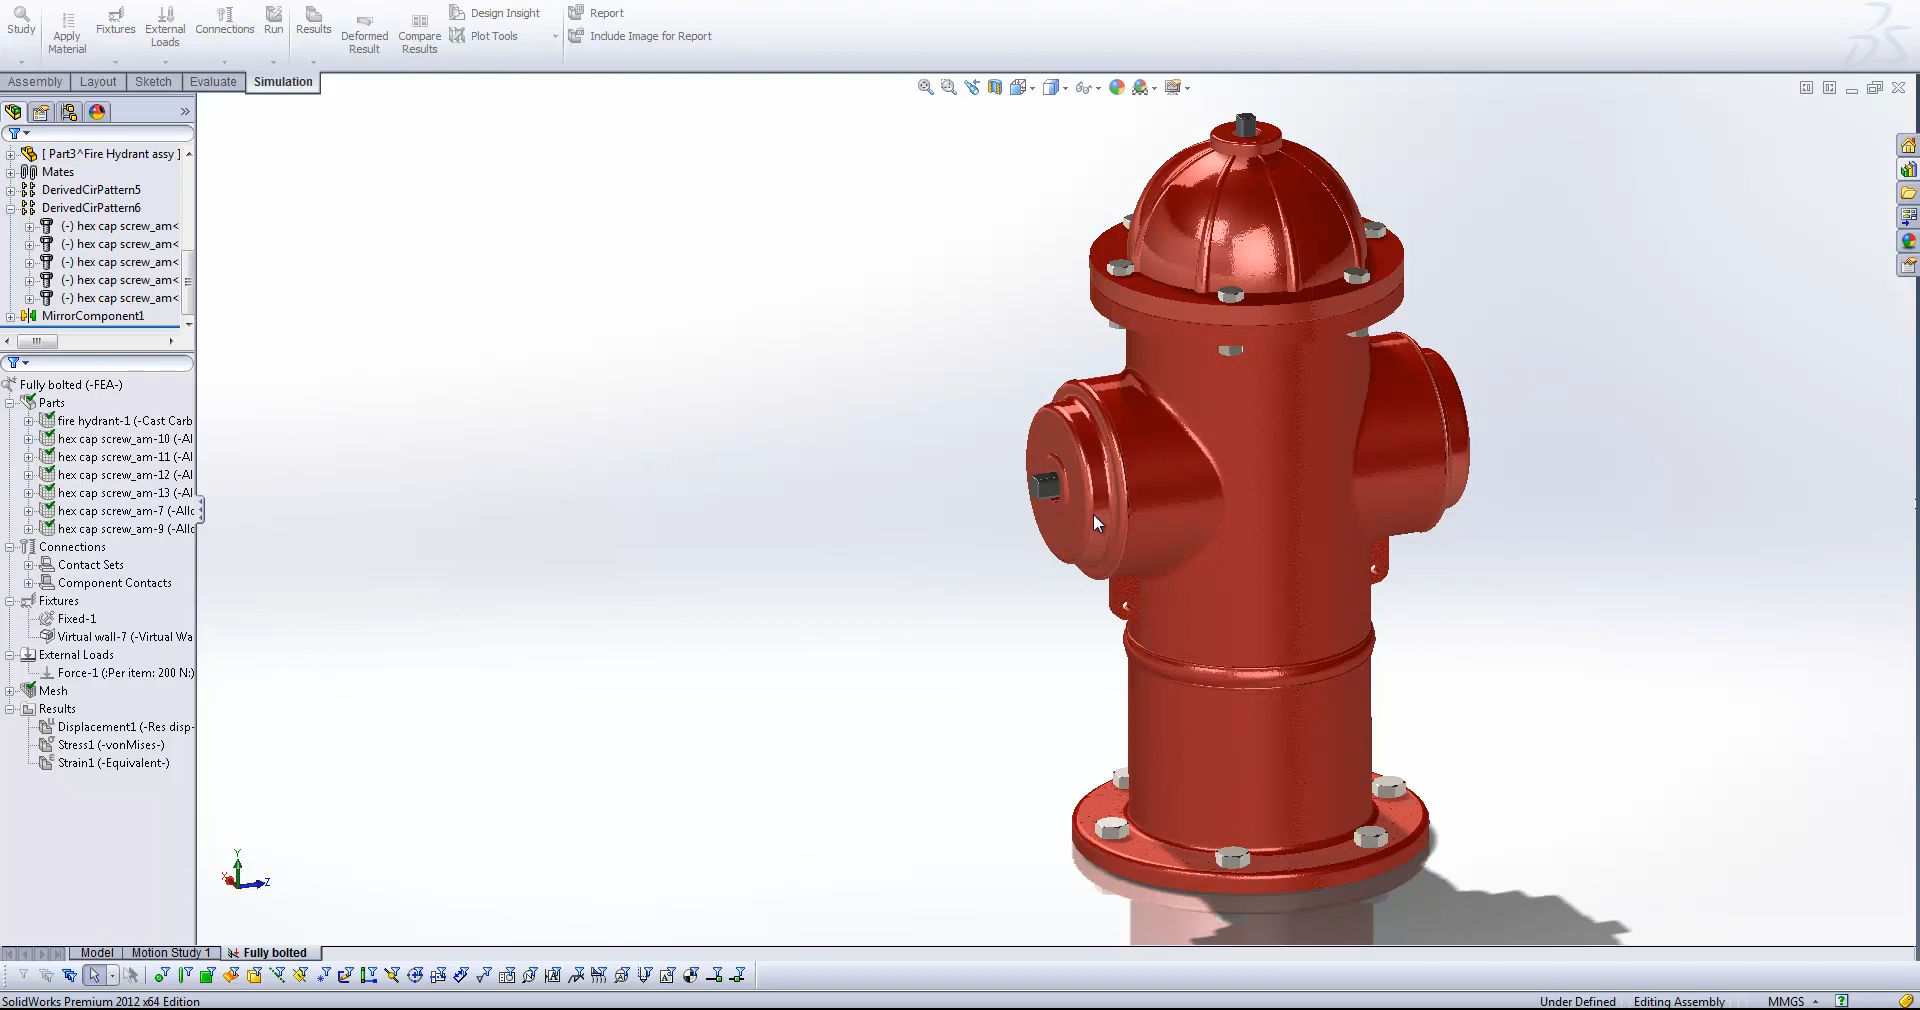 Study
Apply Material
Fixtures
External Loads
Connections
Run
Results
Deformed Result
Compare Results
Design Insight
Plot Tools
Report
Include Image for Report
Assembly
Layout
Sketch
Evaluate
Simulation
[ Part3^Fire Hydrant assy ]
Mates
DerivedCirPattern5
DerivedCirPattern6
(-) hex cap screw_am<
(-) hex cap screw_am<
(-) hex cap screw_am<
(-) hex cap screw_am<
(-) hex cap screw_am<
MirrorComponent1
Fully bolted (-FEA-)
Parts
fire hydrant-1 (-Cast Carb
hex cap screw_am-10 (-Al
hex cap screw_am-11 (-Al
hex cap screw_am-12 (-Al
hex cap screw_am-13 (-Al
hex cap screw_am-7 (-Allo
hex cap screw_am-9 (-Allo
Connections
Contact Sets
Component Contacts
Fixtures
Fixed-1
Virtual wall-7 (-Virtual Wa
External Loads
Force-1 (:Per item: 200 N:)
Mesh
Results
Displacement1 (-Res disp-
Stress1 (-vonMises-)
Strain1 (-Equivalent-)
Y
X
Z
Model
Motion Study 1
Fully bolted
SolidWorks Premium 2012 x64 Edition
Under Defined
Editing Assembly
MMGS